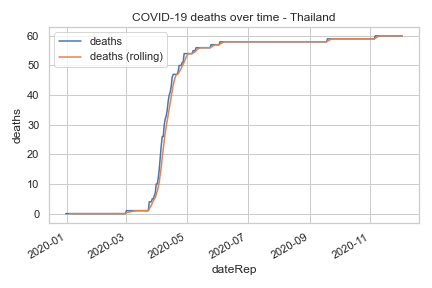 COVID-19 deaths over time - Thailand
deaths
deaths (rolling)
60
50
40
30
20
10
0
deaths
2020-01
2020-03
2020-05
2020-07
2020-09
2020-11
dateRep